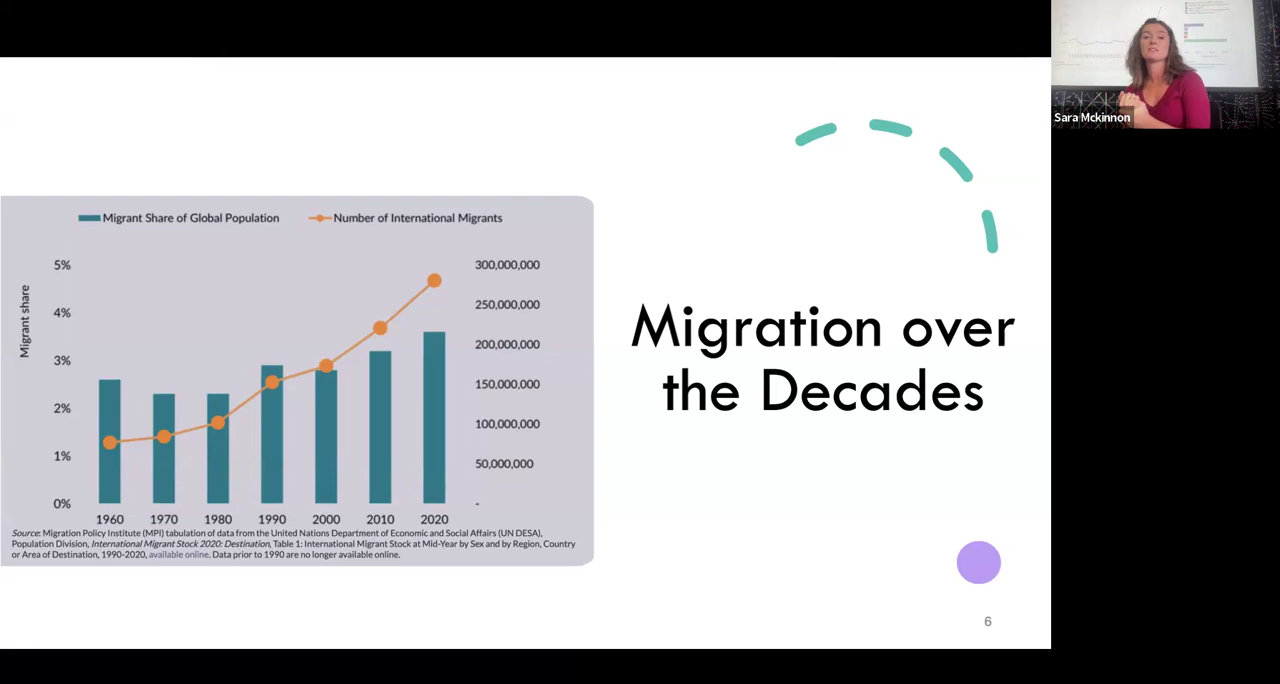 Sara Mckinnon
Migrant Share of Global Population
Number of International Migrants
Migrant share
5%
4%
3%
2%
1%
0%
300,000,000
250,000,000
200,000,000
150,000,000
100,000,000
50,000,000
-
1960 1970 1980 1990 2000 2010 2020
Source: Migration Policy Institute (MPI) tabulation of data from the United Nations Department of Economic and Social Affairs (UN DESA),
Population Division, International Migrant Stock 2020: Destination, Table 1: International Migrant Stock at Mid-Year by Sex and by Region, Country
or Area of Destination, 1990-2020, available online. Data prior to 1990 are no longer available online.
Migration over
the Decades
6